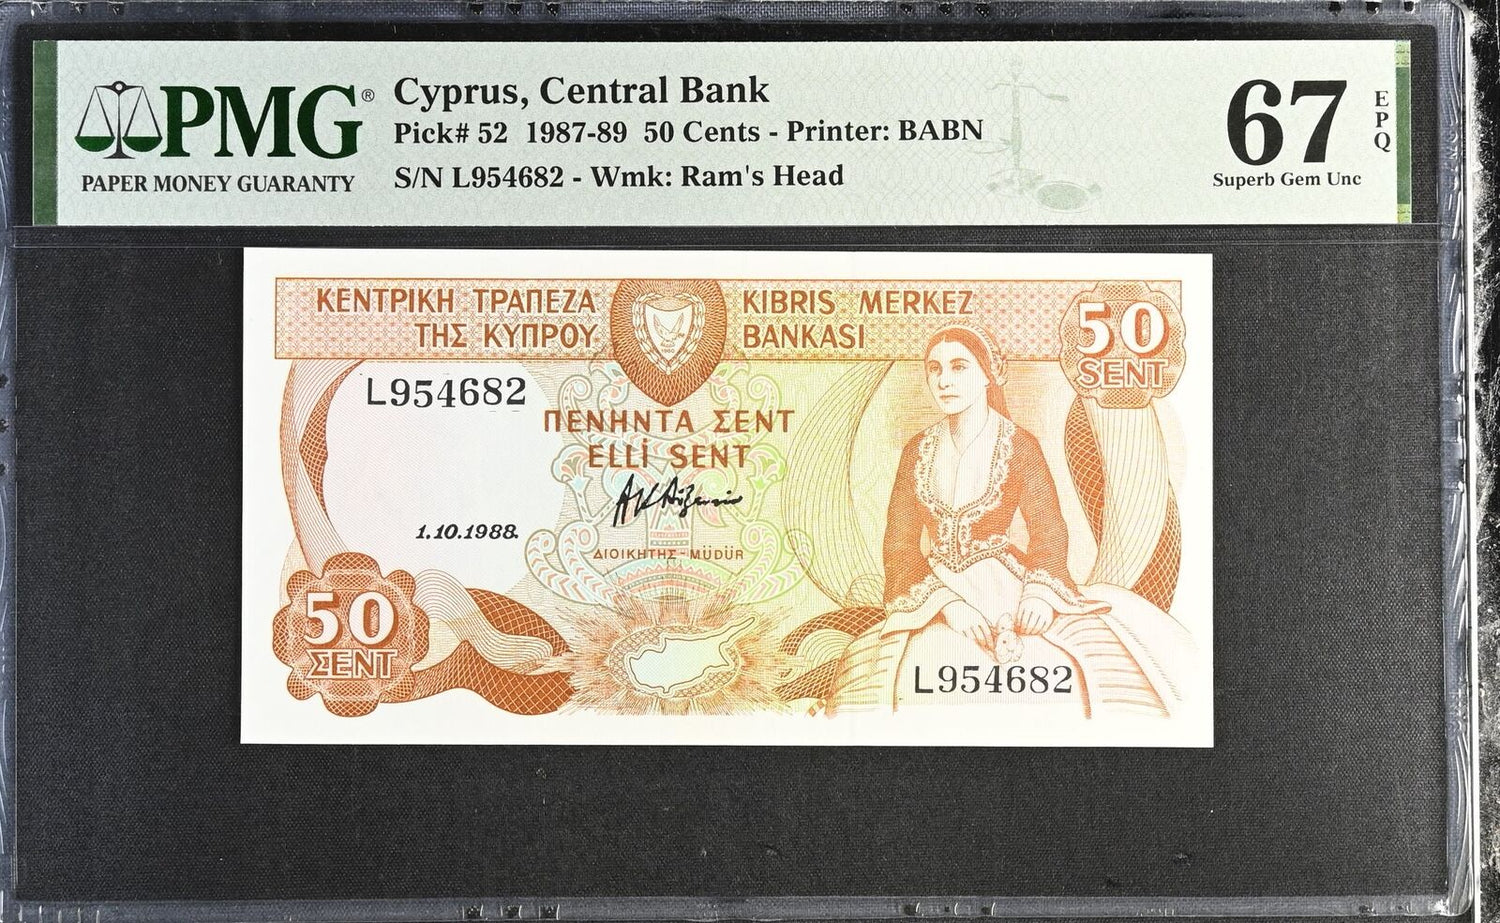 PMG®
PAPER MONEY GUARANTY
Cyprus, Central Bank
Pick# 52 1987-89 50 Cents - Printer: BABN
S/N L954682 - Wmk: Ram's Head
67
EPQ
Superb Gem Unc
ΚΕΝΤΡΙΚΗ ΤΡΑΠΕΖΑ
ΤΗΣ ΚΥΠΡΟΥ
KIBRIS MERKEZ
BANKASI
50
SENT
L954682
ΠΕΝΗΝΤΑ ΣΕΝΤ
ELLİ SENT
1.10.1988.
ΔΙΟΙΚΗΤΗΣ - MÜDÜR
50
ΣΕΝΤ
L954682